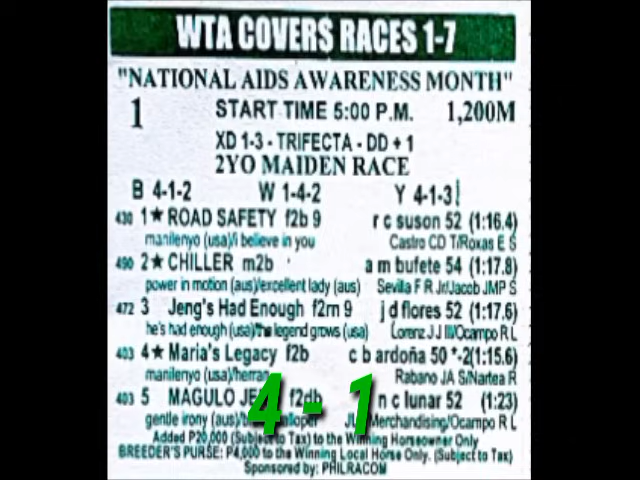 WTA COVERS RACES 1-7
"NATIONAL AIDS AWARENESS MONTH"
1 START TIME 5:00 P.M. 1,200M
XD 1-3 - TRIFECTA - DD + 1
2YO MAIDEN RACE
B 4-1-2 W 1-4-2 Y 4-1-3
430 1★ ROAD SAFETY f2b 9 r c suson 52 (1:16.4)
manilenyo (usa)/i believe in you Castro CD T/Roxas E S
490 2★ CHILLER m2b a m bufete 54 (1:17.8)
power in motion (aus)/excellent lady (aus) Sevilla F R Jr/Jacob JMP S
472 3 Jeng's Had Enough f2rn 9 j d flores 52 (1:17.6)
he's had enough (usa)/the legend grows (usa) Lorenz J J III/Ocampo R L
403 4★ Maria's Legacy f2b c b ardoña 50 *-2(1:15.6)
manilenyo (usa)/ Rabano JA S/Nartea R
403 5 MAGULO f2db n c lunar 52 (1:23)
gentle irony (aus)/ Merchandising/Ocampo R L
4 - 1
Added P20,000 (Subject to Tax) to the Winning Horseowner Only
BREEDER'S PURSE: P4,000 to the Winning Local Horse Only. (Subject to Tax)
Sponsored by: PHILRACOM